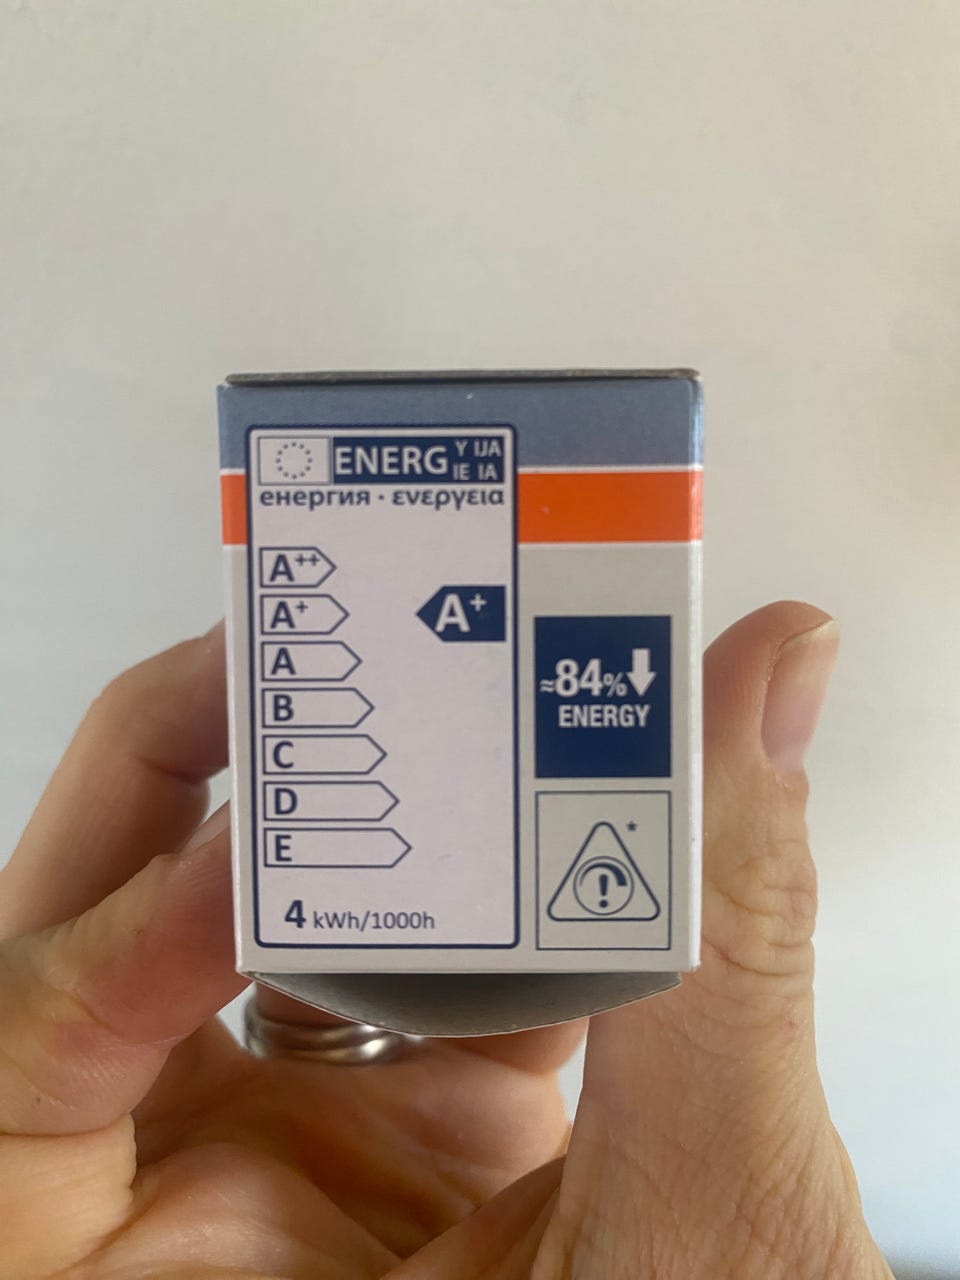 ENERG Y IJA
IE IA
енергия · ενεργεια
A++
A+
A+
A
B
C
D
E
4 kWh/1000h
≈84%
ENERGY
!
*